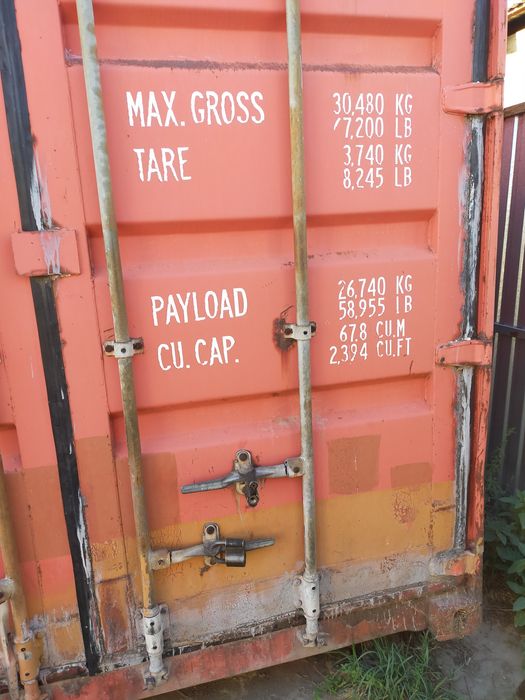 MAX. GROSS 30,480 KG
67,200 LB
TARE 3,740 KG
8,245 LB
PAYLOAD 26,740 KG
58,955 LB
CU. CAP. 67.8 CU.M
2,394 CU.FT